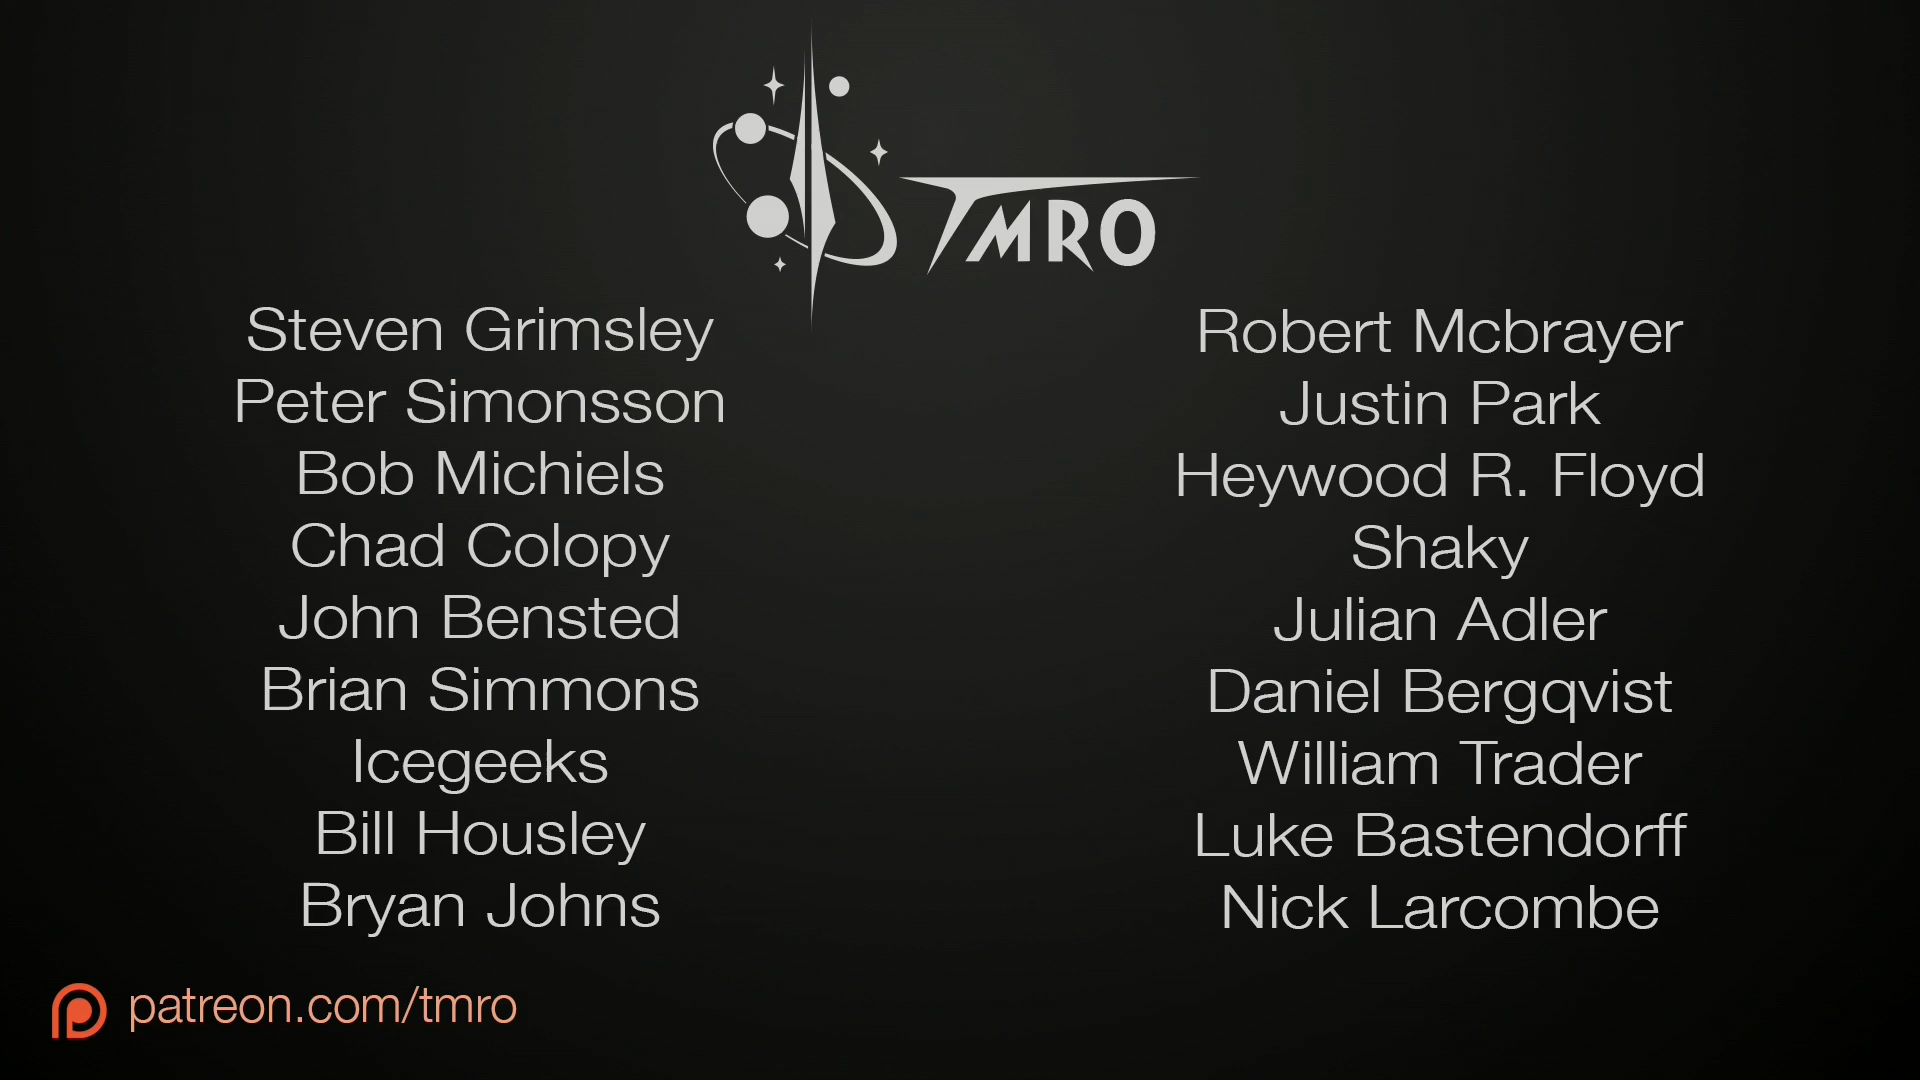 TMRO
Steven Grimsley
Peter Simonsson
Bob Michiels
Chad Colopy
John Bensted
Brian Simmons
Icegeeks
Bill Housley
Bryan Johns
Robert Mcbrayer
Justin Park
Heywood R. Floyd
Shaky
Julian Adler
Daniel Bergqvist
William Trader
Luke Bastendorff
Nick Larcombe
patreon.com/tmro